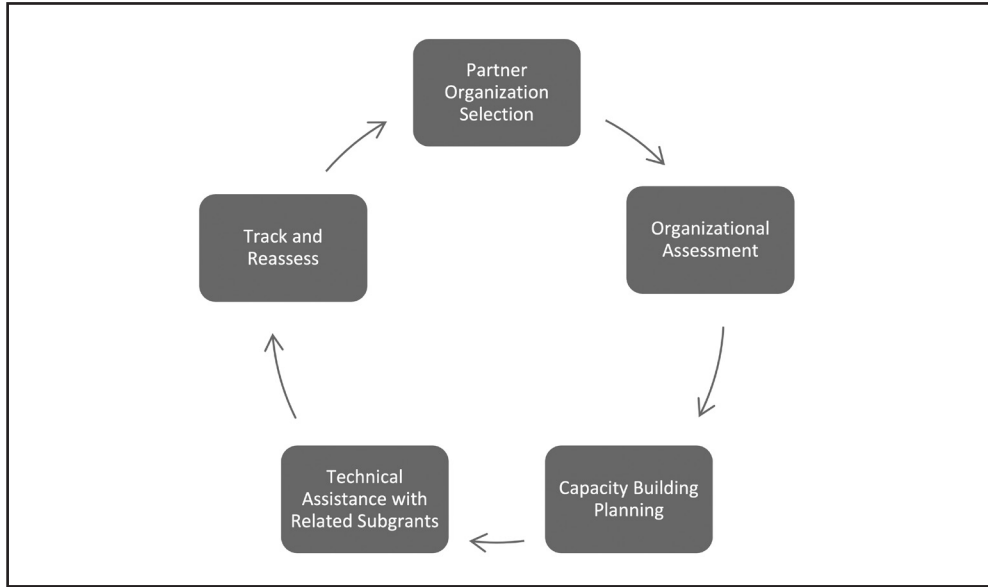 Partner
Organization
Selection
Organizational
Assessment
Capacity Building
Planning
Technical
Assistance with
Related Subgrants
Track and
Reassess